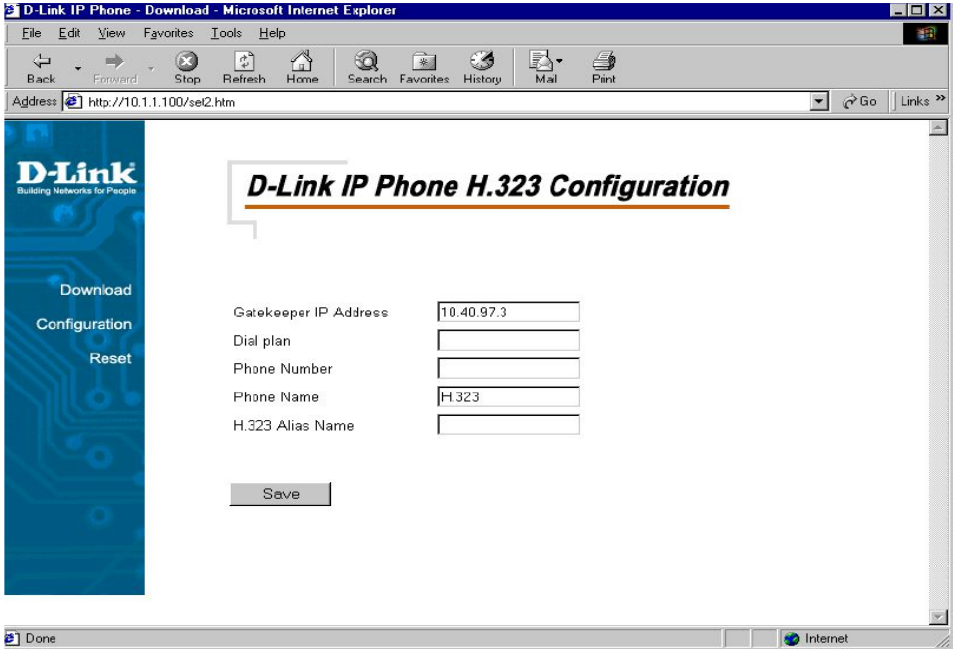 D-Link IP Phone - Download - Microsoft Internet Explorer
File Edit View Favorites Tools Help
Back Forward Stop Refresh Home Search Favorites History Mail Print
Address http://10.1.1.100/sel2.htm Go Links »
D-Link
Building Networks for People
D-Link IP Phone H.323 Configuration
Download
Configuration
Reset
Gatekeeper IP Address 10.40.97.3
Dial plan
Phone Number
Phone Name H.323
H.323 Alias Name
Save
Done Internet